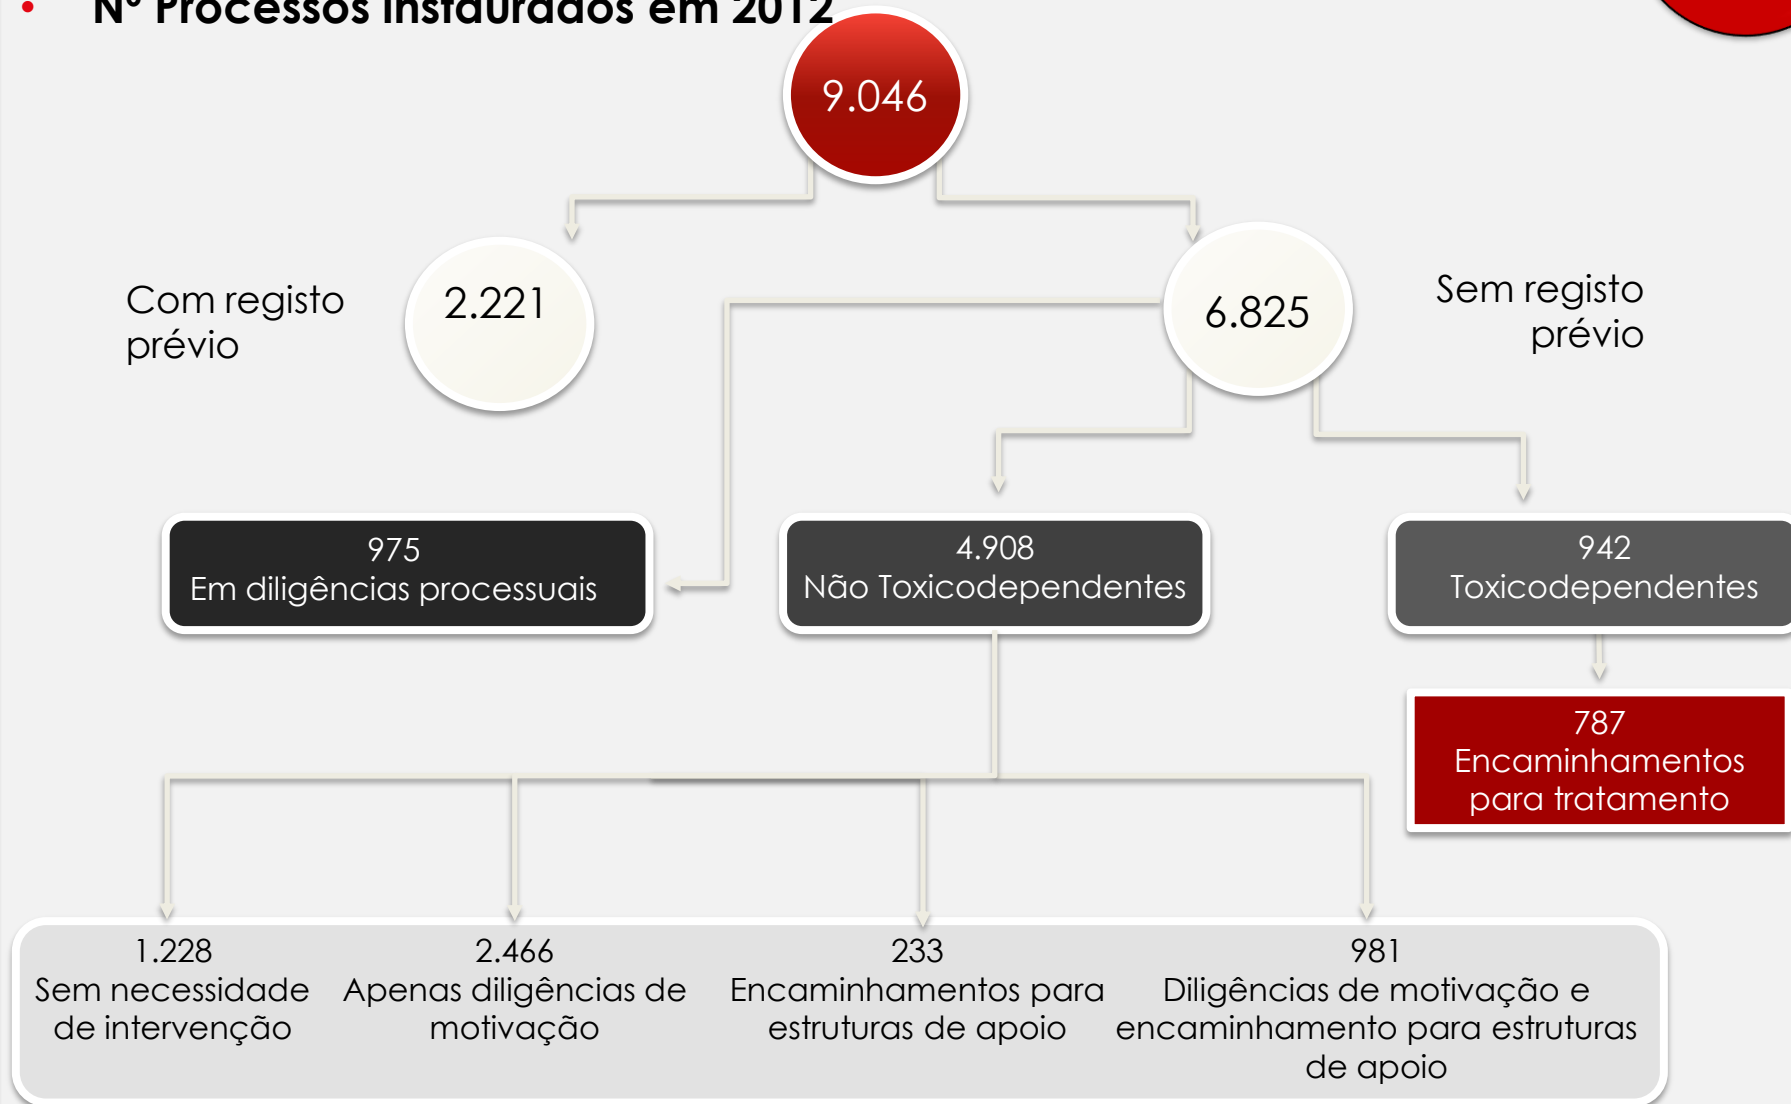 • Nº Processos Instaurados em 2012
9.046
Com registo
prévio
2.221
6.825
Sem registo
prévio
975
Em diligências processuais
4.908
Não Toxicodependentes
942
Toxicodependentes
787
Encaminhamentos
para tratamento
1.228
Sem necessidade
de intervenção
2.466
Apenas diligências de
motivação
233
Encaminhamentos para
estruturas de apoio
981
Diligências de motivação e
encaminhamento para estruturas
de apoio